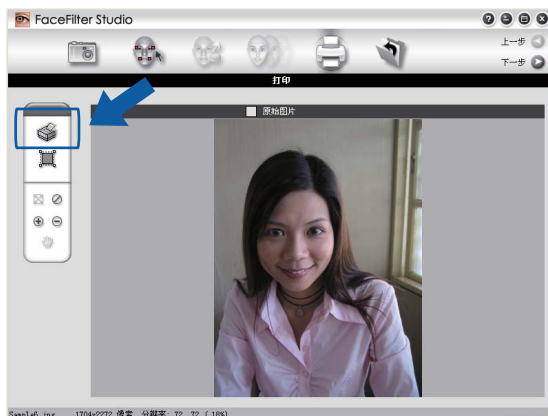 FaceFilter Studio
上一步
下一步
打印
原始图片
Sample6.jpg 1704x2272 像素 分辨率: 72, 72 ( 18%)